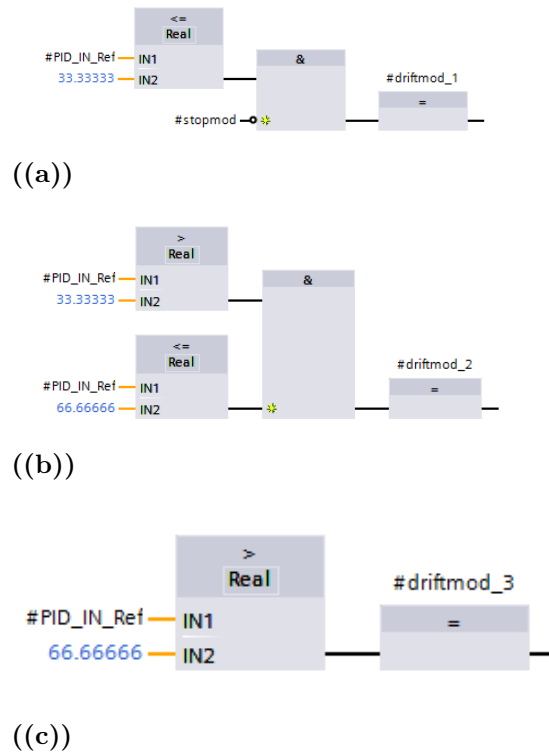 <=
Real
#PID_IN_Ref IN1
33.33333 IN2
&
#stopmod
#driftmod_1
=
((a))
>
Real
#PID_IN_Ref IN1
33.33333 IN2
&
<=
Real
#PID_IN_Ref IN1
66.66666 IN2
#driftmod_2
=
((b))
>
Real
#PID_IN_Ref IN1
66.66666 IN2
#driftmod_3
=
((c))